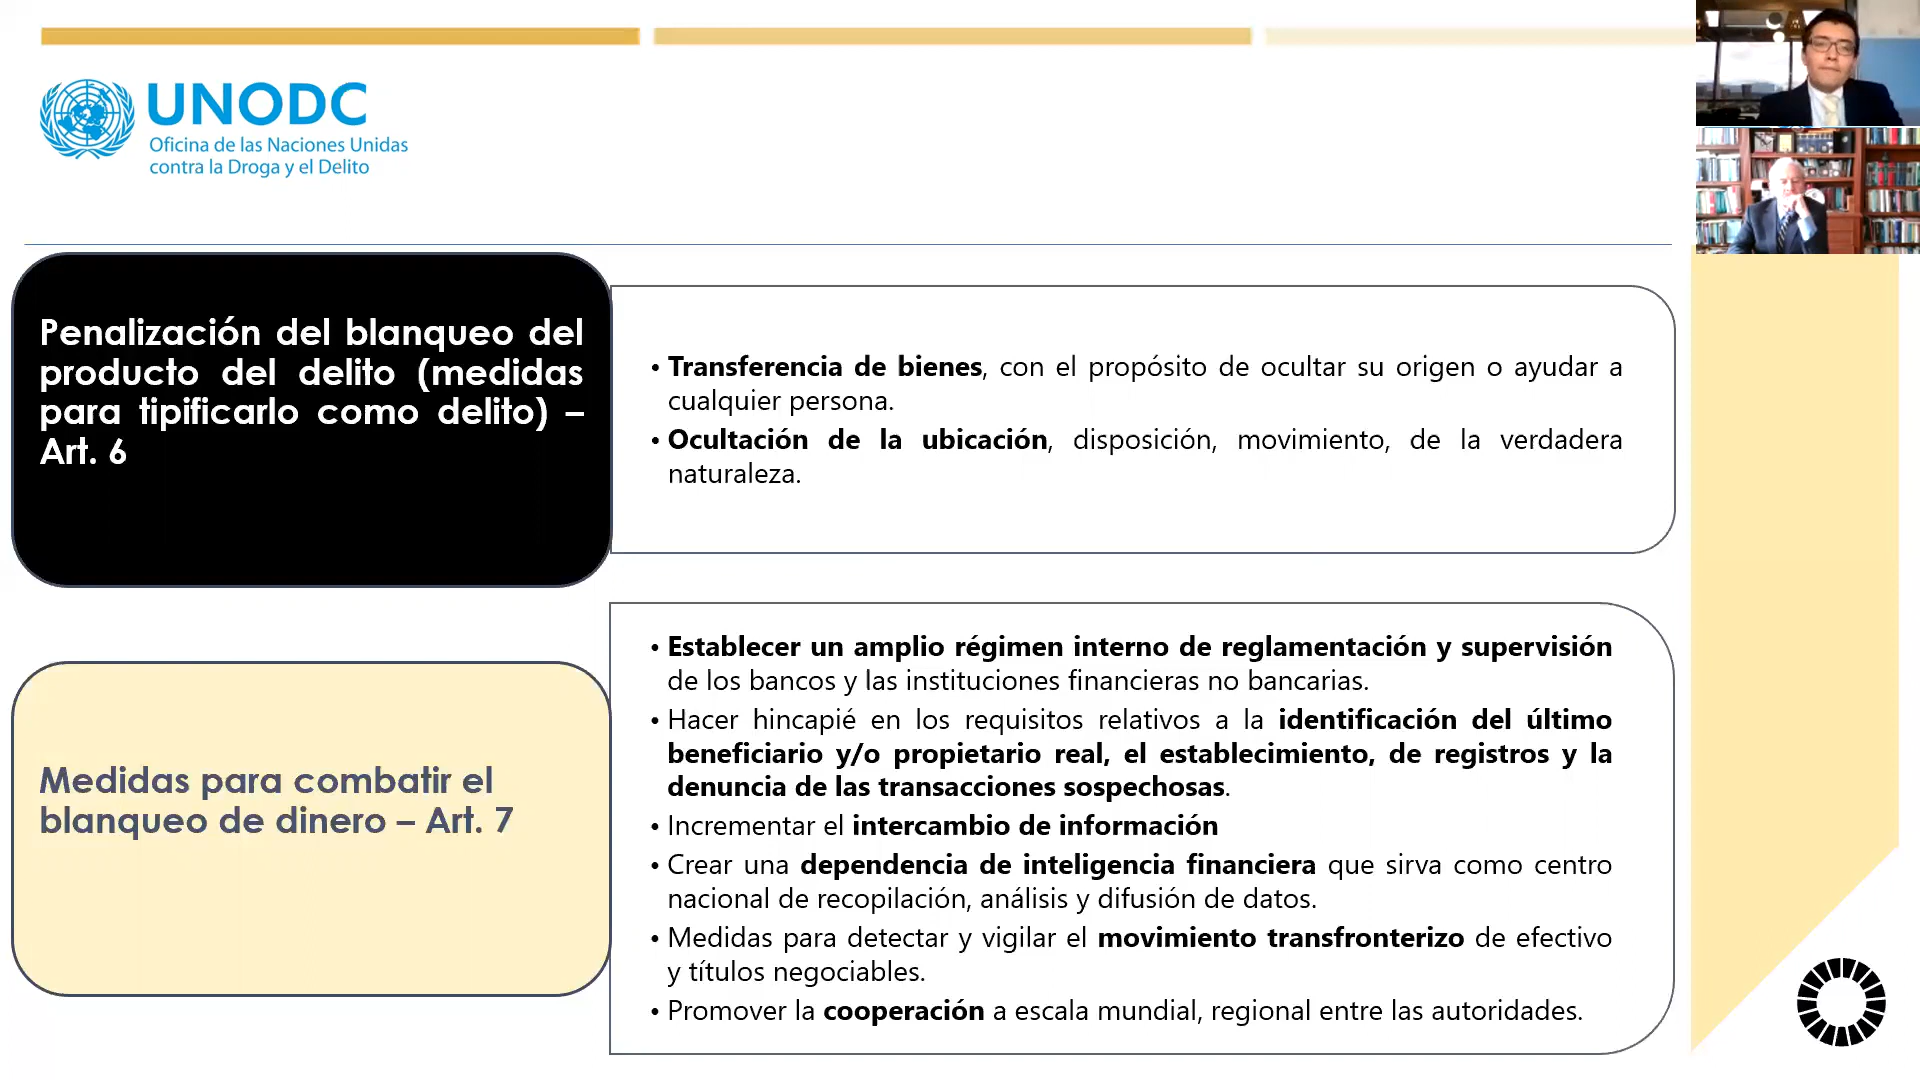 UNODC
Oficina de las Naciones Unidas
contra la Droga y el Delito
Penalización del blanqueo del
producto del delito (medidas
para tipificarlo como delito) –
Art. 6
• Transferencia de bienes, con el propósito de ocultar su origen o ayudar a
cualquier persona.
• Ocultación de la ubicación, disposición, movimiento, de la verdadera
naturaleza.
Medidas para combatir el
blanqueo de dinero – Art. 7
• Establecer un amplio régimen interno de reglamentación y supervisión
de los bancos y las instituciones financieras no bancarias.
• Hacer hincapié en los requisitos relativos a la identificación del último
beneficiario y/o propietario real, el establecimiento, de registros y la
denuncia de las transacciones sospechosas.
• Incrementar el intercambio de información
• Crear una dependencia de inteligencia financiera que sirva como centro
nacional de recopilación, análisis y difusión de datos.
• Medidas para detectar y vigilar el movimiento transfronterizo de efectivo
y títulos negociables.
• Promover la cooperación a escala mundial, regional entre las autoridades.